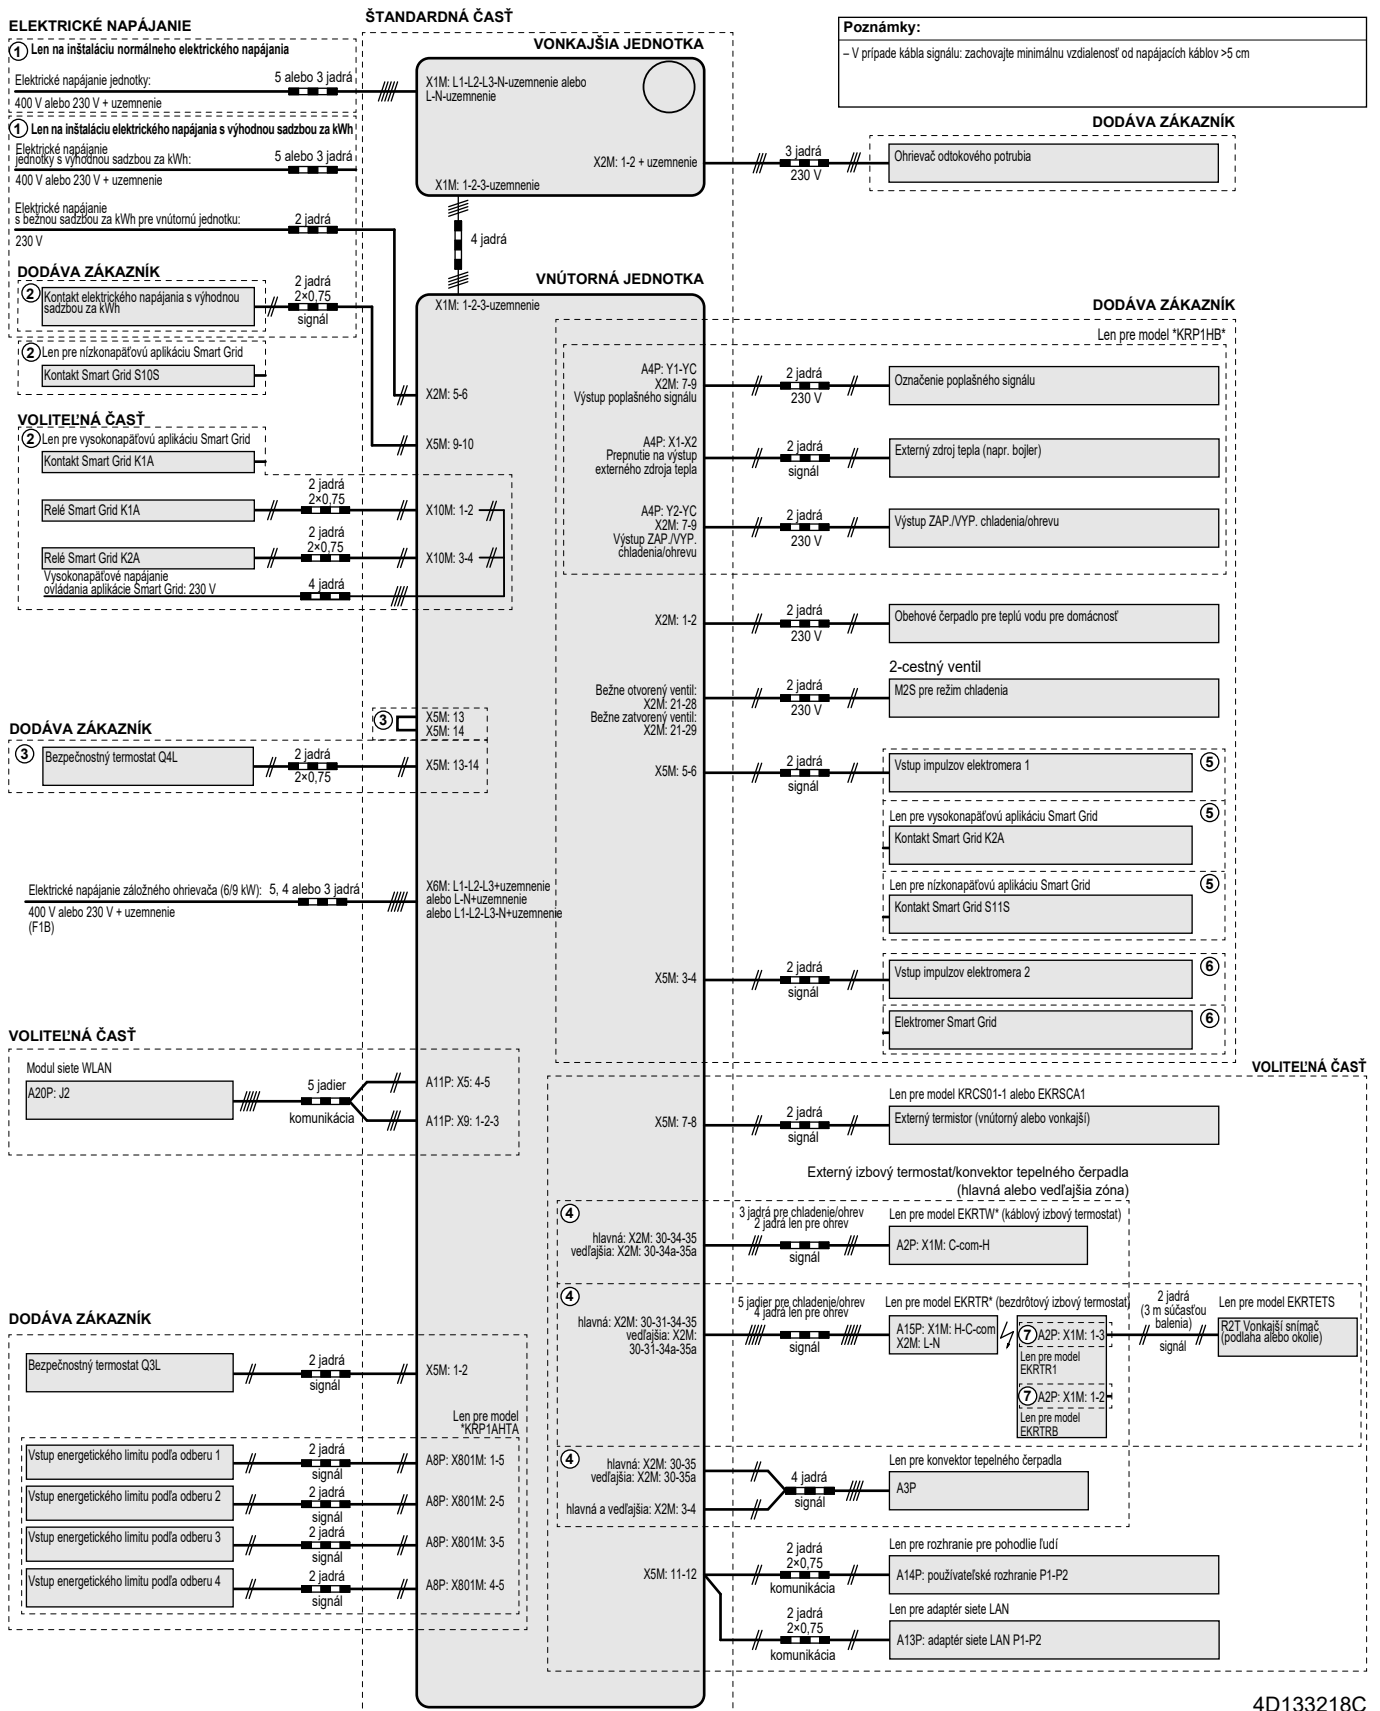 ELEKTRICKÉ NAPÁJANIE
1 Len na inštaláciu normálneho elektrického napájania
Elektrické napájanie jednotky:
5 alebo 3 jadrá
400 V alebo 230 V + uzemnenie
1 Len na inštaláciu elektrického napájania s výhodnou sadzbou za kWh
Elektrické napájanie
jednotky s výhodnou sadzbou za kWh:
5 alebo 3 jadrá
400 V alebo 230 V + uzemnenie
Elektrické napájanie
s bežnou sadzbou za kWh pre vnútornú jednotku:
2 jadrá
230 V
DODÁVA ZÁKAZNÍK
2 Kontakt elektrického napájania s výhodnou
sadzbou za kWh
2 jadrá
2×0,75
signál
2 Len pre nízkonapäťovú aplikáciu Smart Grid
Kontakt Smart Grid S10S
VOLITEĽNÁ ČASŤ
2 Len pre vysokonapäťovú aplikáciu Smart Grid
Kontakt Smart Grid K1A
Relé Smart Grid K1A
2 jadrá
2×0,75
Relé Smart Grid K2A
2 jadrá
2×0,75
Vysokonapäťové napájanie
ovládania aplikácie Smart Grid: 230 V
4 jadrá
DODÁVA ZÁKAZNÍK
3 Bezpečnostný termostat Q4L
2 jadrá
2×0,75
Elektrické napájanie záložného ohrievača (6/9 kW):
5, 4 alebo 3 jadrá
400 V alebo 230 V + uzemnenie
(F1B)
VOLITEĽNÁ ČASŤ
Modul siete WLAN
A20P: J2
5 jadier
komunikácia
DODÁVA ZÁKAZNÍK
Bezpečnostný termostat Q3L
2 jadrá
signál
Vstup energetického limitu podľa odberu 1
2 jadrá
signál
Vstup energetického limitu podľa odberu 2
2 jadrá
signál
Vstup energetického limitu podľa odberu 3
2 jadrá
signál
Vstup energetického limitu podľa odberu 4
2 jadrá
signál
ŠTANDARDNÁ ČASŤ
VONKAJŠIA JEDNOTKA
X1M: L1-L2-L3-N-uzemnenie alebo
L-N-uzemnenie
X2M: 1-2 + uzemnenie
X1M: 1-2-3-uzemnenie
4 jadrá
VNÚTORNÁ JEDNOTKA
X1M: 1-2-3-uzemnenie
X2M: 5-6
X5M: 9-10
X10M: 1-2
X10M: 3-4
3
X5M: 13
X5M: 14
X5M: 13-14
X6M: L1-L2-L3+uzemnenie
alebo L-N+uzemnenie
alebo L1-L2-L3-N+uzemnenie
A11P: X5: 4-5
A11P: X9: 1-2-3
X5M: 1-2
Len pre model
*KRP1AHTA
A8P: X801M: 1-5
A8P: X801M: 2-5
A8P: X801M: 3-5
A8P: X801M: 4-5
Poznámky:
– V prípade kábla signálu: zachovajte minimálnu vzdialenosť od napájacích káblov >5 cm
DODÁVA ZÁKAZNÍK
3 jadrá
230 V
Ohrievač odtokového potrubia
DODÁVA ZÁKAZNÍK
Len pre model *KRP1HB*
A4P: Y1-YC
X2M: 7-9
Výstup poplašného signálu
2 jadrá
230 V
Označenie poplašného signálu
A4P: X1-X2
Prepnutie na výstup
externého zdroja tepla
2 jadrá
signál
Externý zdroj tepla (napr. bojler)
A4P: Y2-YC
X2M: 7-9
Výstup ZAP./VYP.
chladenia/ohrevu
2 jadrá
230 V
Výstup ZAP./VYP. chladenia/ohrevu
X2M: 1-2
2 jadrá
230 V
Obehové čerpadlo pre teplú vodu pre domácnosť
2-cestný ventil
Bežne otvorený ventil:
X2M: 21-28
Bežne zatvorený ventil:
X2M: 21-29
2 jadrá
230 V
M2S pre režim chladenia
X5M: 5-6
2 jadrá
signál
Vstup impulzov elektromera 1
5
Len pre vysokonapäťovú aplikáciu Smart Grid
5
Kontakt Smart Grid K2A
Len pre nízkonapäťovú aplikáciu Smart Grid
5
Kontakt Smart Grid S11S
X5M: 3-4
2 jadrá
signál
Vstup impulzov elektromera 2
6
Elektromer Smart Grid
6
VOLITEĽNÁ ČASŤ
Len pre model KRCS01-1 alebo EKRSCA1
X5M: 7-8
2 jadrá
signál
Externý termistor (vnútorný alebo vonkajší)
Externý izbový termostat/konvektor tepelného čerpadla
(hlavná alebo vedľajšia zóna)
4
hlavná: X2M: 30-34-35
vedľajšia: X2M: 30-34a-35a
3 jadrá pre chladenie/ohrev
2 jadrá len pre ohrev
signál
Len pre model EKRTW* (káblový izbový termostat)
A2P: X1M: C-com-H
4
hlavná: X2M: 30-31-34-35
vedľajšia: X2M:
30-31-34a-35a
5 jadier pre chladenie/ohrev
4 jadrá len pre ohrev
signál
Len pre model EKRTR* (bezdrôtový izbový termostat)
A15P: X1M: H-C-com
X2M: L-N
7 A2P: X1M: 1-3
Len pre model
EKRTR1
7 A2P: X1M: 1-2
Len pre model
EKRTRB
2 jadrá
(3 m súčasťou
balenia)
signál
Len pre model EKRTETS
R2T Vonkajší snímač
(podlaha alebo okolie)
4
hlavná: X2M: 30-35
vedľajšia: X2M: 30-35a
hlavná a vedľajšia: X2M: 3-4
4 jadrá
signál
Len pre konvektor tepelného čerpadla
A3P
X5M: 11-12
2 jadrá
2×0,75
komunikácia
Len pre rozhranie pre pohodlie ľudí
A14P: používateľské rozhranie P1-P2
2 jadrá
2×0,75
komunikácia
Len pre adaptér siete LAN
A13P: adaptér siete LAN P1-P2
4D133218C